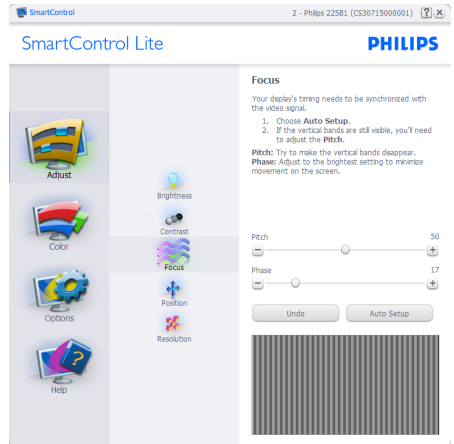 SmartControl
2 - Philips 225B1 (CS30715000001) ? X
SmartControl Lite
PHILIPS
Adjust
Color
Options
Help
Brightness
Contrast
Focus
Position
Resolution
Focus
Your display's timing needs to be synchronized with
the video signal.
1. Choose Auto Setup.
2. If the vertical bands are still visible, you'll need
to adjust the Pitch.
Pitch: Try to make the vertical bands disappear.
Phase: Adjust to the brightest setting to minimize
movement on the screen.
Pitch 50
Phase 17
Undo Auto Setup